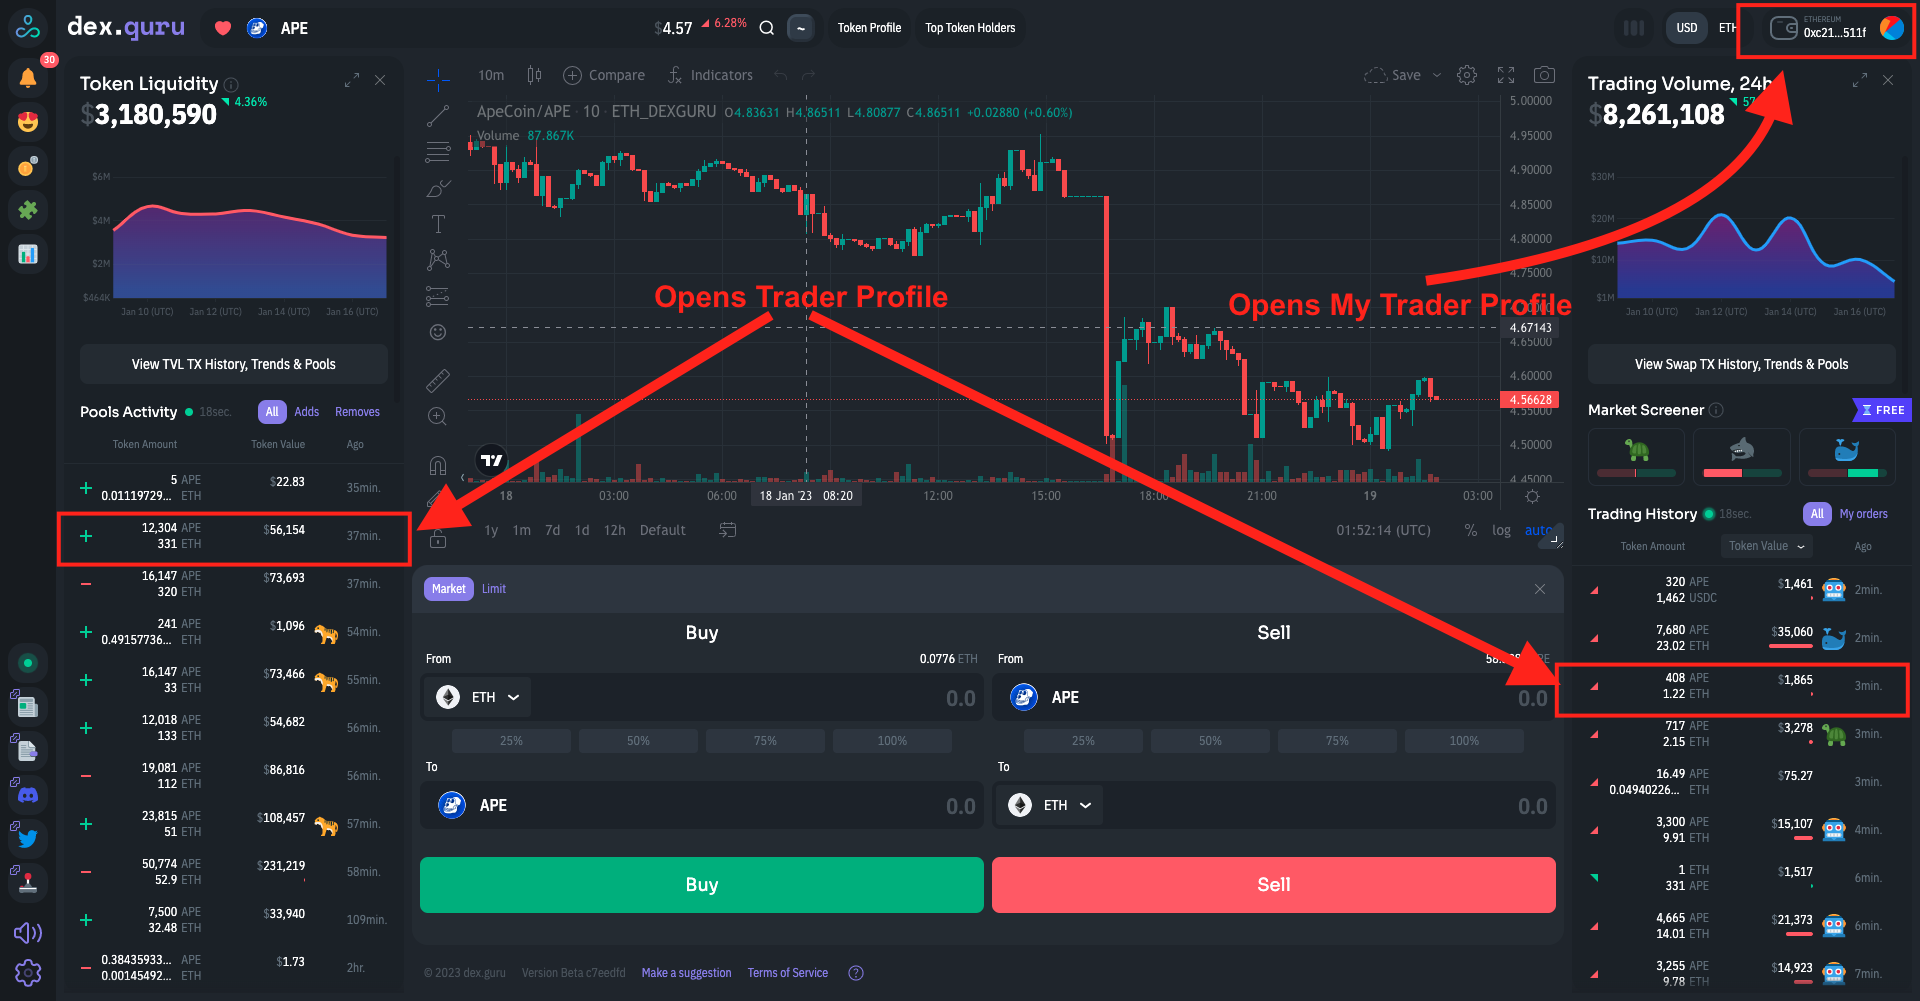 dex.guru
APE
$4.57
6.28%
~
Token Profile
Top Token Holders
USD
ETH
ETHEREUM
0xc21...511f
30
Token Liquidity
$3,180,590
4.36%
$6M
$4M
$2M
$464K
Jan 10 (UTC) Jan 12 (UTC) Jan 14 (UTC) Jan 16 (UTC)
View TVL TX History, Trends & Pools
Pools Activity 18sec. All Adds Removes
Token Amount Token Value Ago
5 APE $22.83 35min.
0.01119729... ETH
12,304 APE $56,154 37min.
331 ETH
16,147 APE $73,693 37min.
320 ETH
241 APE $1,096 54min.
0.49157736... ETH
16,147 APE $73,466 55min.
33 ETH
12,018 APE $54,682 56min.
133 ETH
19,081 APE $86,816 56min.
112 ETH
23,815 APE $108,457 57min.
51 ETH
50,774 APE $231,219 58min.
52.9 ETH
7,500 APE $33,940 109min.
32.48 ETH
0.38435933... APE $1.73 2hr.
0.00145492... ETH
10m Compare Indicators Save
ApeCoin/APE · 10 · ETH_DEXGURU O4.83631 H4.86511 L4.80877 C4.86511 +0.02880 (+0.60%)
Volume 87.867K
5.00000
4.95000
4.90000
4.85000
4.80000
4.75000
4.67143
4.65000
4.60000
4.56628
4.55000
4.50000
4.45000
Opens Trader Profile
Opens My Trader Profile
18 03:00 06:00 18 Jan '23 08:20 12:00 15:00 18:00 21:00 19 03:00
1y 1m 7d 1d 12h Default 01:52:14 (UTC) % log auto
Market Limit
Buy
From 0.0776 ETH
ETH 0.0
25% 50% 75% 100%
To
APE 0.0
Buy
Sell
From
APE 0.0
25% 50% 75% 100%
To
ETH 0.0
Sell
© 2023 dex.guru Version Beta c7eedfd Make a suggestion Terms of Service ?
Trading Volume, 24h
$8,261,108
$30M
$20M
$10M
$1M
Jan 10 (UTC) Jan 12 (UTC) Jan 14 (UTC) Jan 16 (UTC)
View Swap TX History, Trends & Pools
Market Screener FREE
Trading History 18sec. All My orders
Token Amount Token Value Ago
320 APE $1,461 2min.
1,462 USDC
7,680 APE $35,060 2min.
23.02 ETH
408 APE $1,865 3min.
1.22 ETH
717 APE $3,278 3min.
2.15 ETH
16.49 APE $75.27 3min.
0.04940226... ETH
3,300 APE $15,107 4min.
9.91 ETH
1 ETH $1,517 6min.
331 APE
4,665 APE $21,373 6min.
14.01 ETH
3,255 APE $14,923 7min.
9.78 ETH